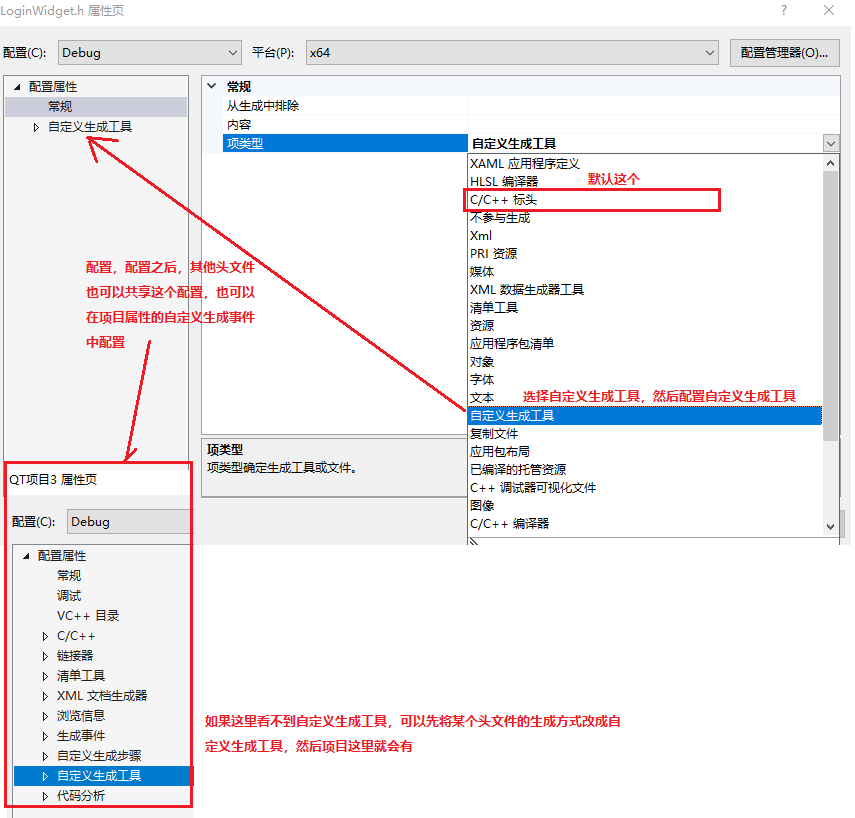 LoginWidget.h 属性页
配置(C):
Debug
平台(P):
x64
配置管理器(O)...
配置属性
常规
自定义生成工具
常规
从生成中排除
内容
项类型
自定义生成工具
XAML 应用程序定义
HLSL 编译器
默认这个
C/C++ 标头
不参与生成
Xml
PRI 资源
媒体
XML 数据生成器工具
清单工具
资源
应用程序包清单
对象
字体
文本
选择自定义生成工具，然后配置自定义生成工具
自定义生成工具
复制文件
应用包布局
已编译的托管资源
C++ 调试器可视化文件
图像
C/C++ 编译器
配置，配置之后，其他头文件
也可以共享这个配置，也可以
在项目属性的自定义生成事件
中配置
项类型
项类型确定生成工具或文件。
QT项目3 属性页
配置(C):
Debug
配置属性
常规
调试
VC++ 目录
C/C++
链接器
清单工具
XML 文档生成器
浏览信息
生成事件
自定义生成步骤
自定义生成工具
代码分析
如果这里看不到自定义生成工具，可以先将某个头文件的生成方式改成自
定义生成工具，然后项目这里就会有